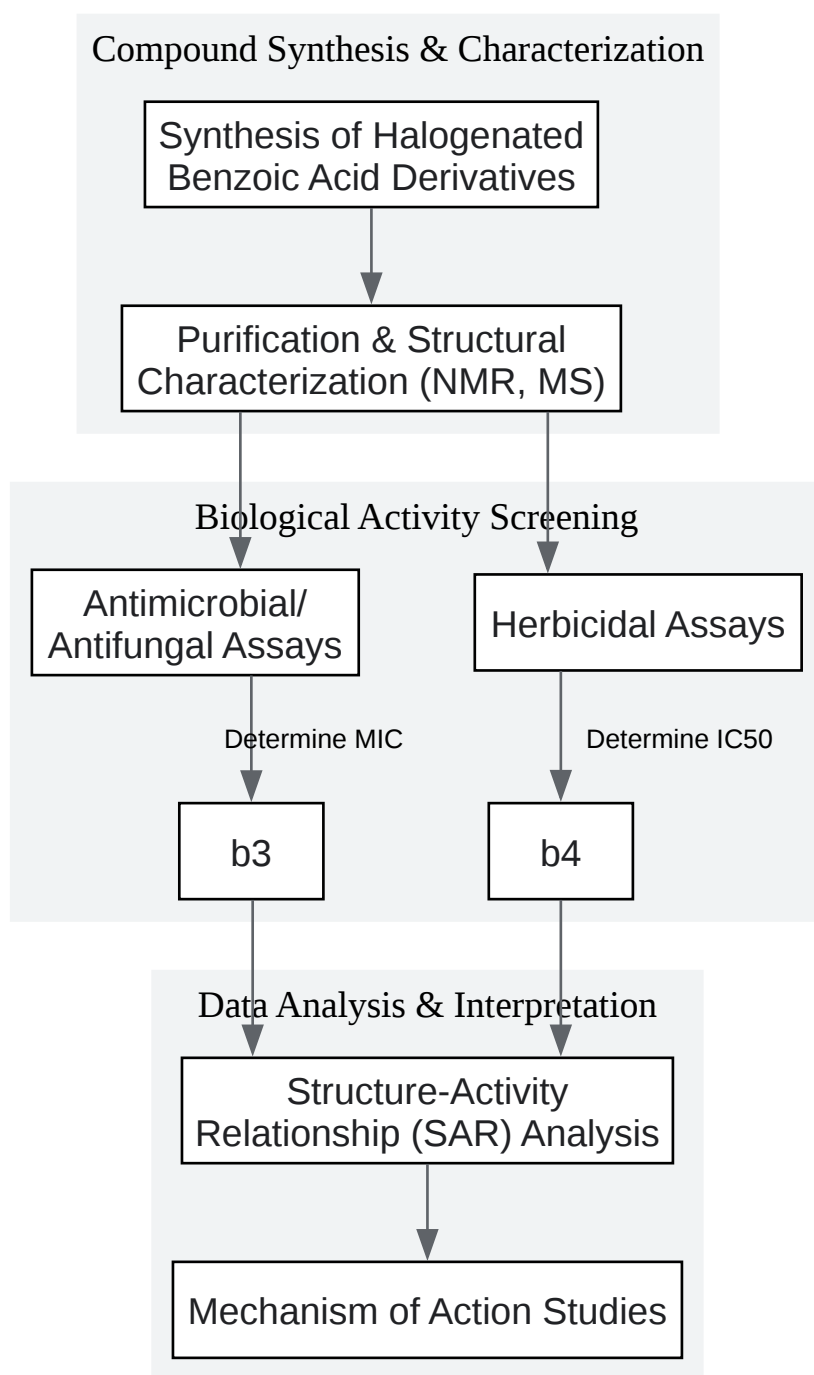 Compound Synthesis & Characterization
Synthesis of Halogenated
Benzoic Acid Derivatives
Purification & Structural
Characterization (NMR, MS)
Biological Activity Screening
Antimicrobial/
Antifungal Assays
Herbicidal Assays
Determine MIC
Determine IC50
b3
b4
Data Analysis & Interpretation
Structure-Activity
Relationship (SAR) Analysis
Mechanism of Action Studies